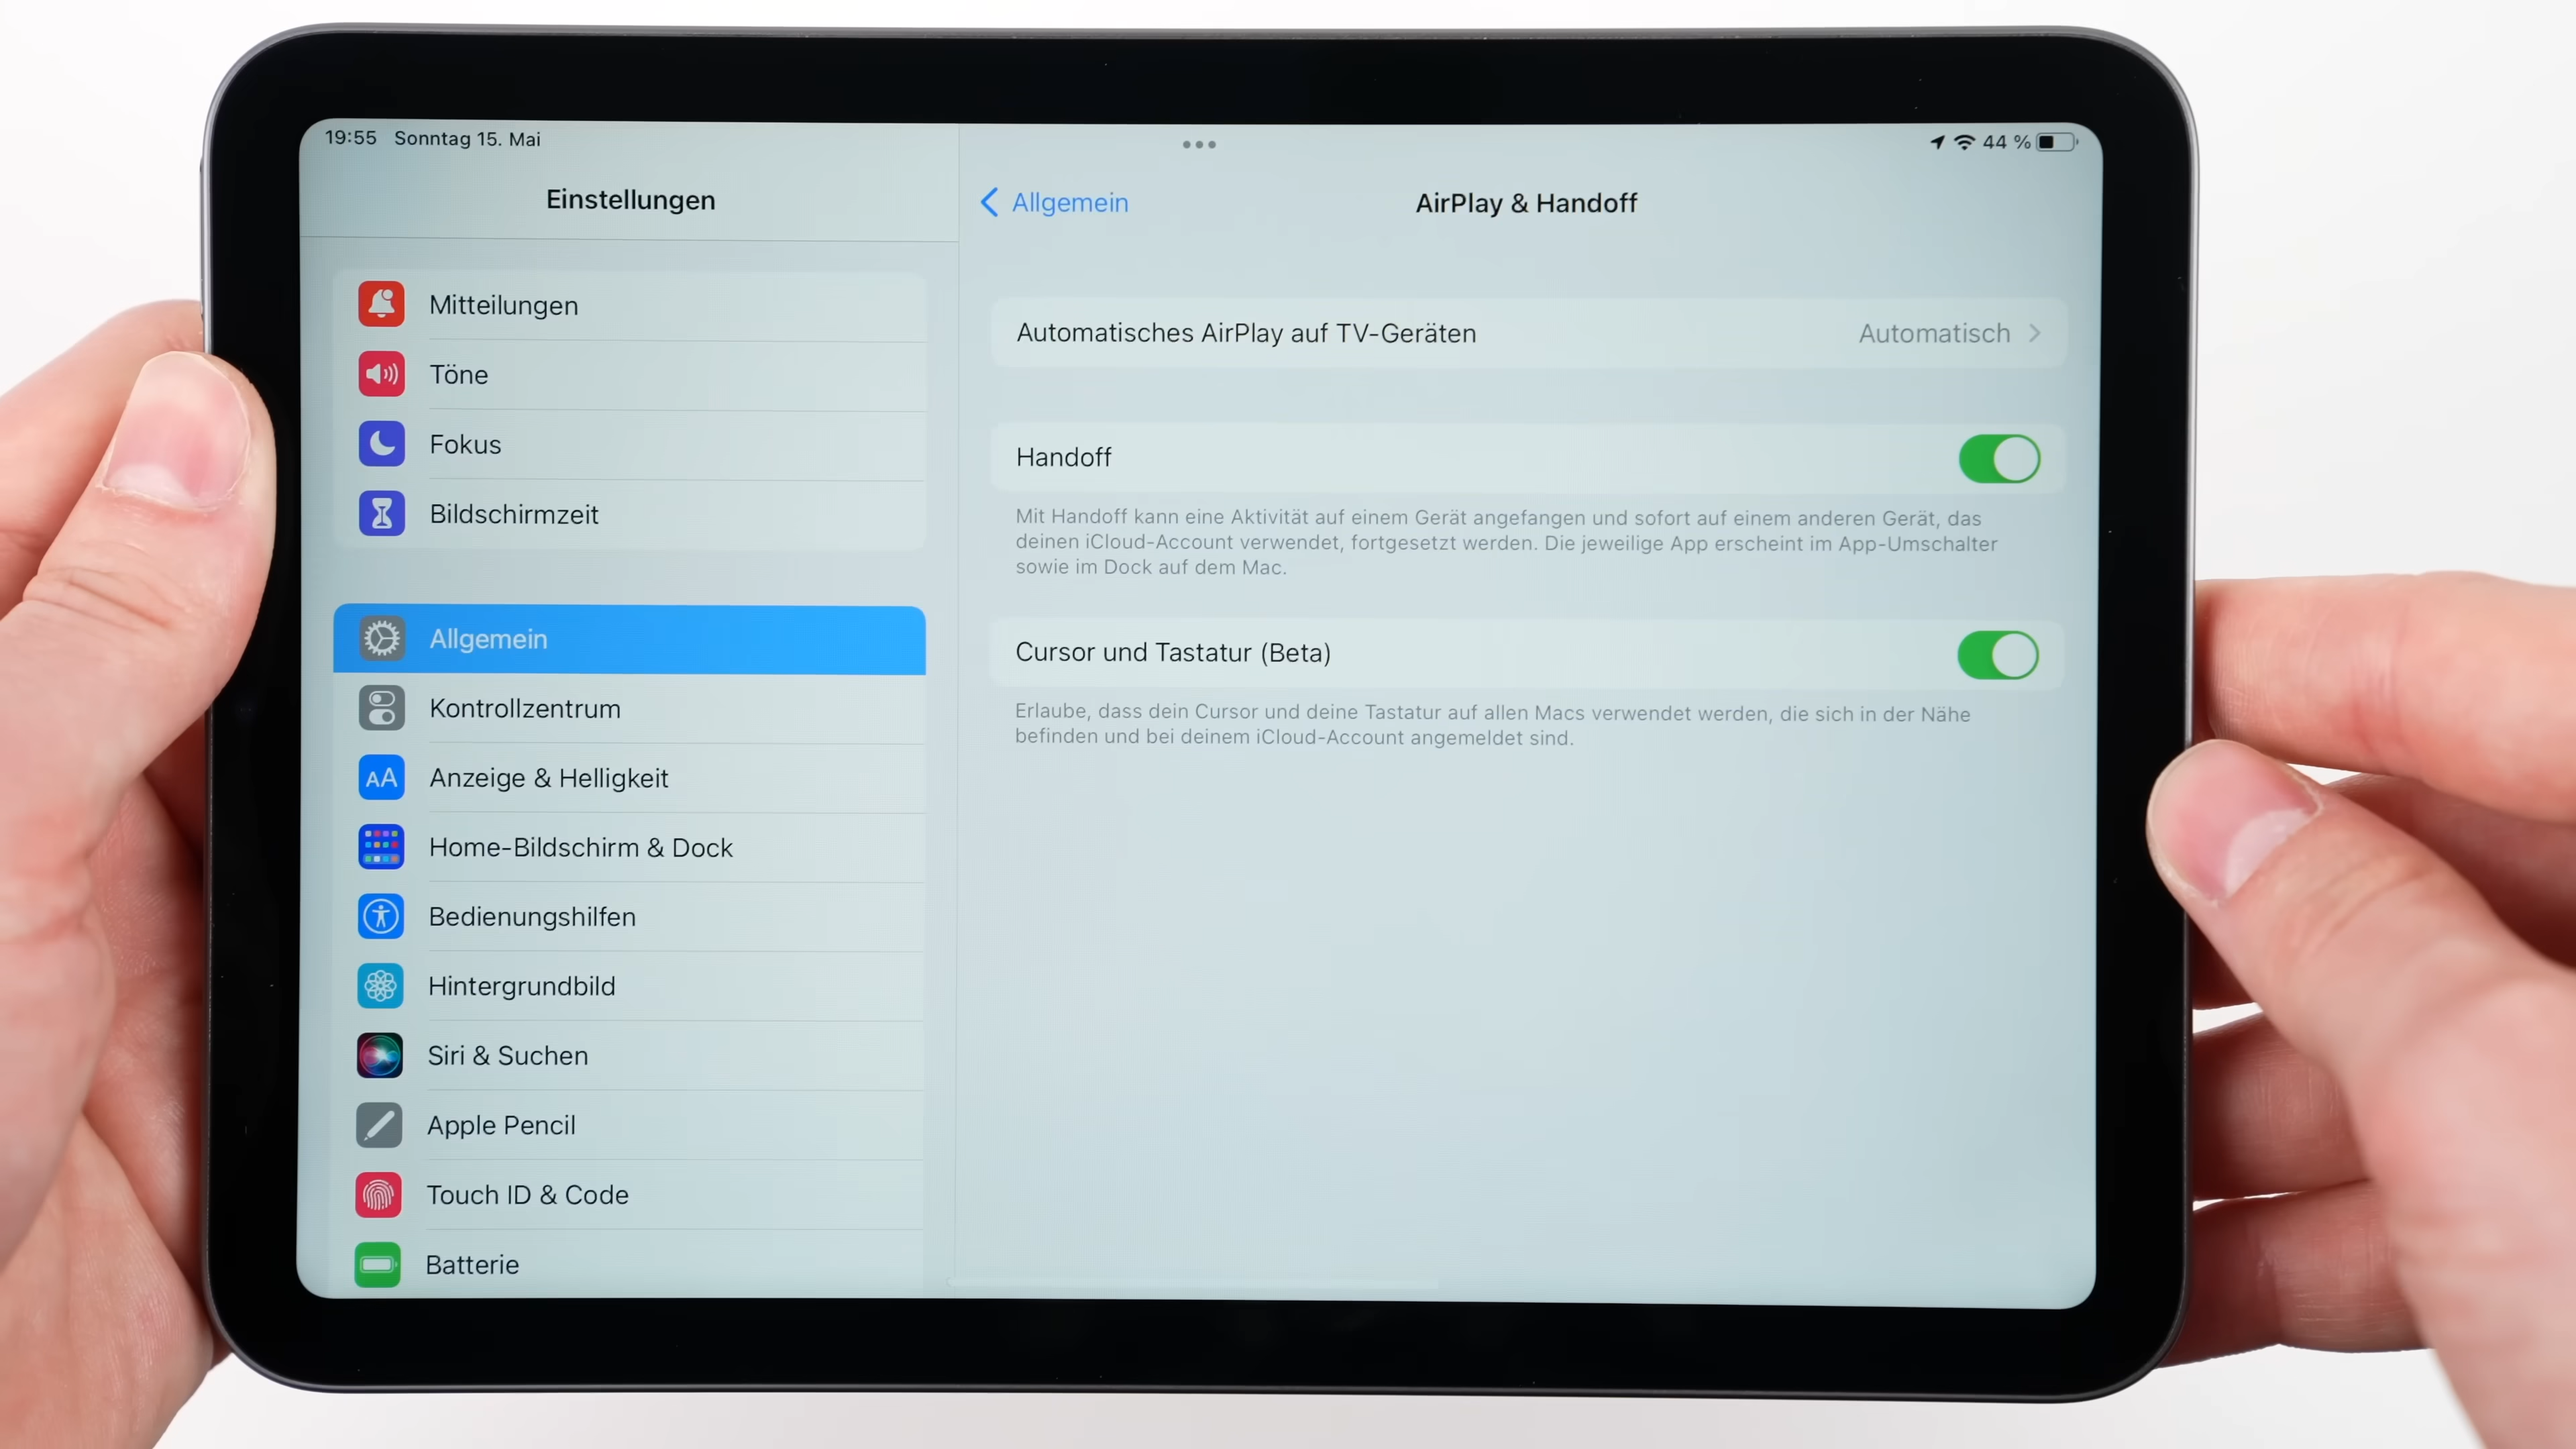 19:55 Sonntag 15. Mai
44 %
Einstellungen
Mitteilungen
Töne
Fokus
Bildschirmzeit
Allgemein
Kontrollzentrum
AA
Anzeige & Helligkeit
Home-Bildschirm & Dock
Bedienungshilfen
Hintergrundbild
Siri & Suchen
Apple Pencil
Touch ID & Code
Batterie
Allgemein
AirPlay & Handoff
Automatisches AirPlay auf TV-Geräten
Automatisch
Handoff
Mit Handoff kann eine Aktivität auf einem Gerät angefangen und sofort auf einem anderen Gerät, das
deinen iCloud-Account verwendet, fortgesetzt werden. Die jeweilige App erscheint im App-Umschalter
sowie im Dock auf dem Mac.
Cursor und Tastatur (Beta)
Erlaube, dass dein Cursor und deine Tastatur auf allen Macs verwendet werden, die sich in der Nähe
befinden und bei deinem iCloud-Account angemeldet sind.